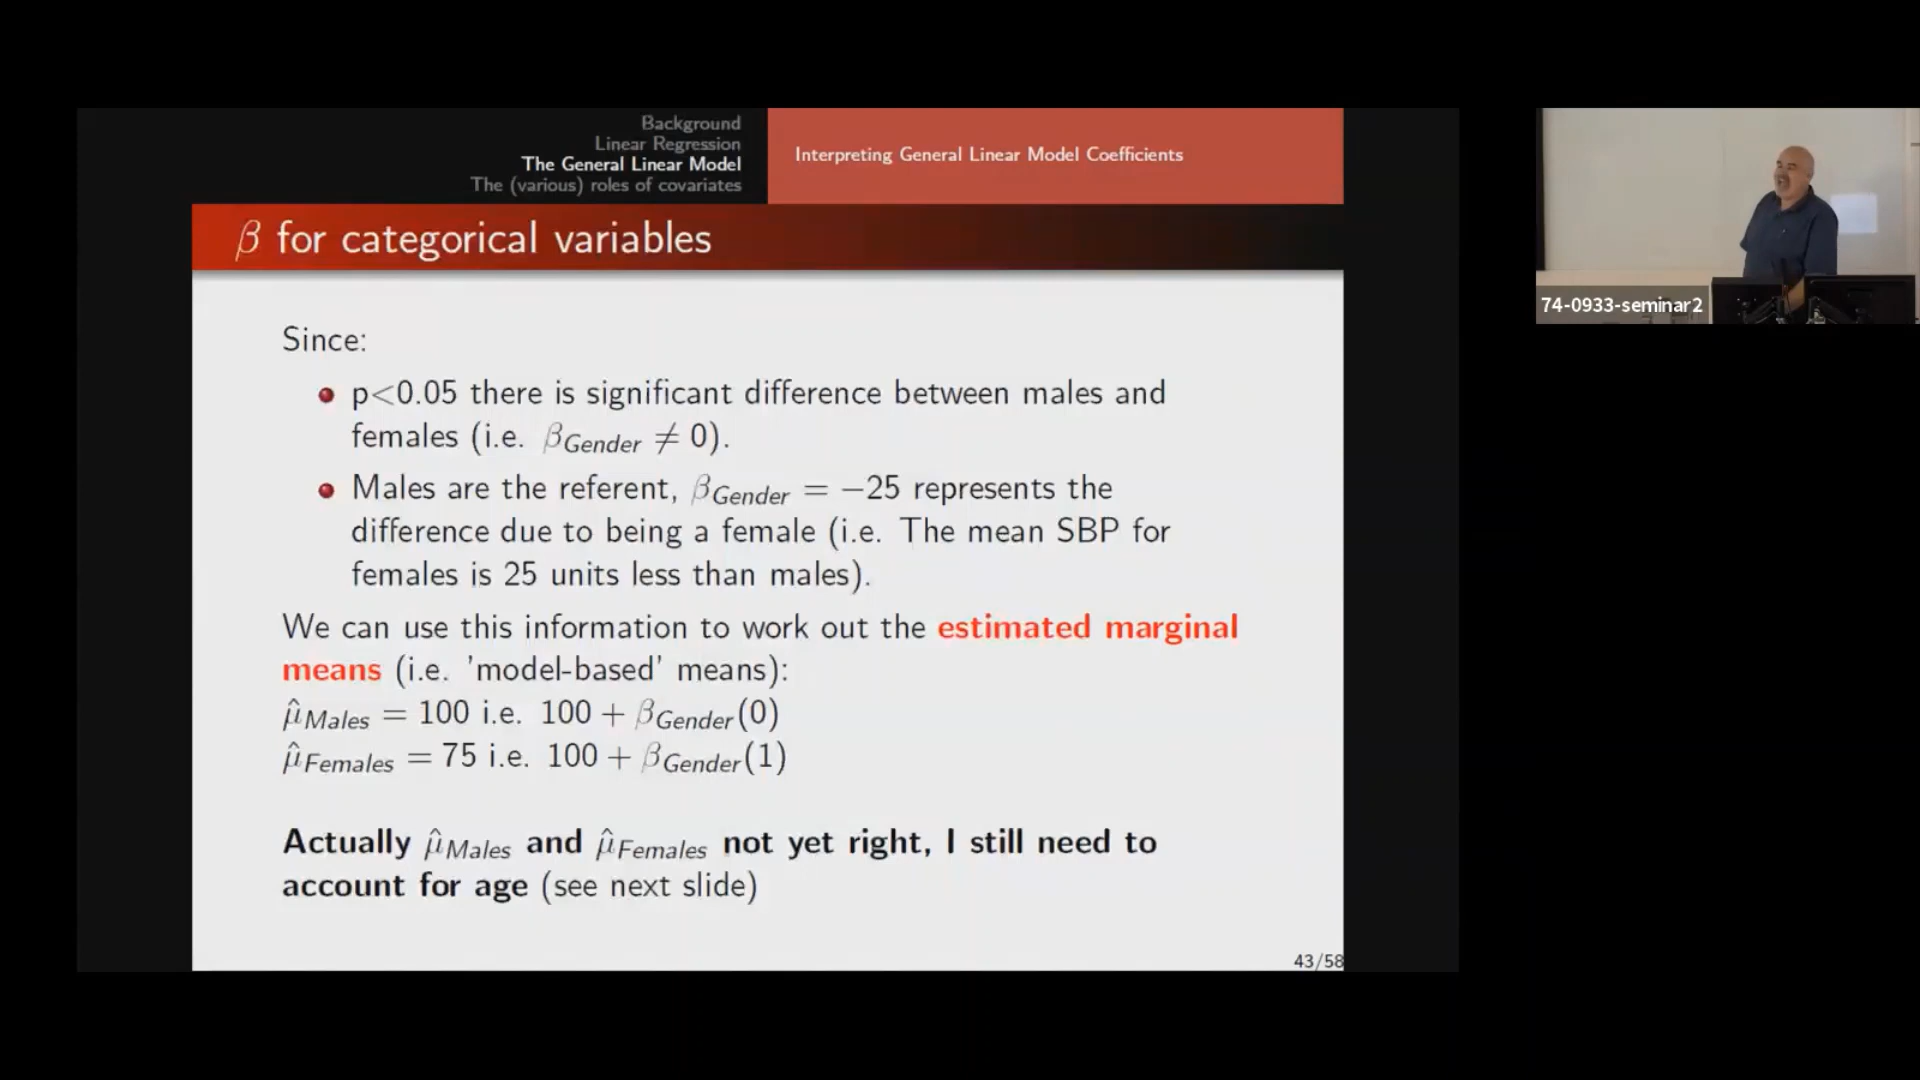 Background
Linear Regression
The General Linear Model
The (various) roles of covariates
Interpreting General Linear Model Coefficients
β for categorical variables
Since:
p<0.05 there is significant difference between males and
females (i.e. β_Gender ≠ 0).
Males are the referent, β_Gender = −25 represents the
difference due to being a female (i.e. The mean SBP for
females is 25 units less than males).
We can use this information to work out the estimated marginal
means (i.e. 'model-based' means):
μ̂_Males = 100 i.e. 100 + β_Gender(0)
μ̂_Females = 75 i.e. 100 + β_Gender(1)
Actually μ̂_Males and μ̂_Females not yet right, I still need to
account for age (see next slide)
43/58
74-0933-seminar2